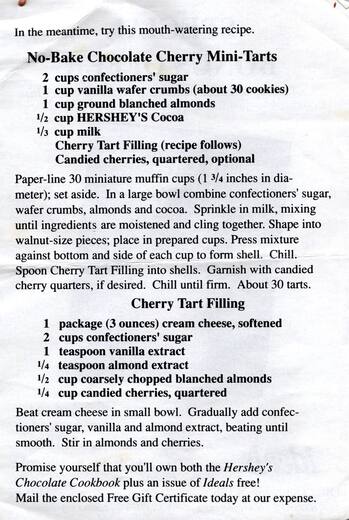 In the meantime, try this mouth-watering recipe.
No-Bake Chocolate Cherry Mini-Tarts
2 cups confectioners' sugar
1 cup vanilla wafer crumbs (about 30 cookies)
1 cup ground blanched almonds
1/2 cup HERSHEY'S Cocoa
1/3 cup milk
Cherry Tart Filling (recipe follows)
Candied cherries, quartered, optional
Paper-line 30 miniature muffin cups (1 3/4 inches in dia-
meter); set aside. In a large bowl combine confectioners' sugar,
wafer crumbs, almonds and cocoa. Sprinkle in milk, mixing
until ingredients are moistened and cling together. Shape into
walnut-size pieces; place in prepared cups. Press mixture
against bottom and side of each cup to form shell. Chill.
Spoon Cherry Tart Filling into shells. Garnish with candied
cherry quarters, if desired. Chill until firm. About 30 tarts.
Cherry Tart Filling
1 package (3 ounces) cream cheese, softened
2 cups confectioners' sugar
1 teaspoon vanilla extract
1/4 teaspoon almond extract
1/2 cup coarsely chopped blanched almonds
1/4 cup candied cherries, quartered
Beat cream cheese in small bowl. Gradually add confec-
tioners' sugar, vanilla and almond extract, beating until
smooth. Stir in almonds and cherries.
Promise yourself that you'll own both the Hershey's
Chocolate Cookbook plus an issue of Ideals free!
Mail the enclosed Free Gift Certificate today at our expense.